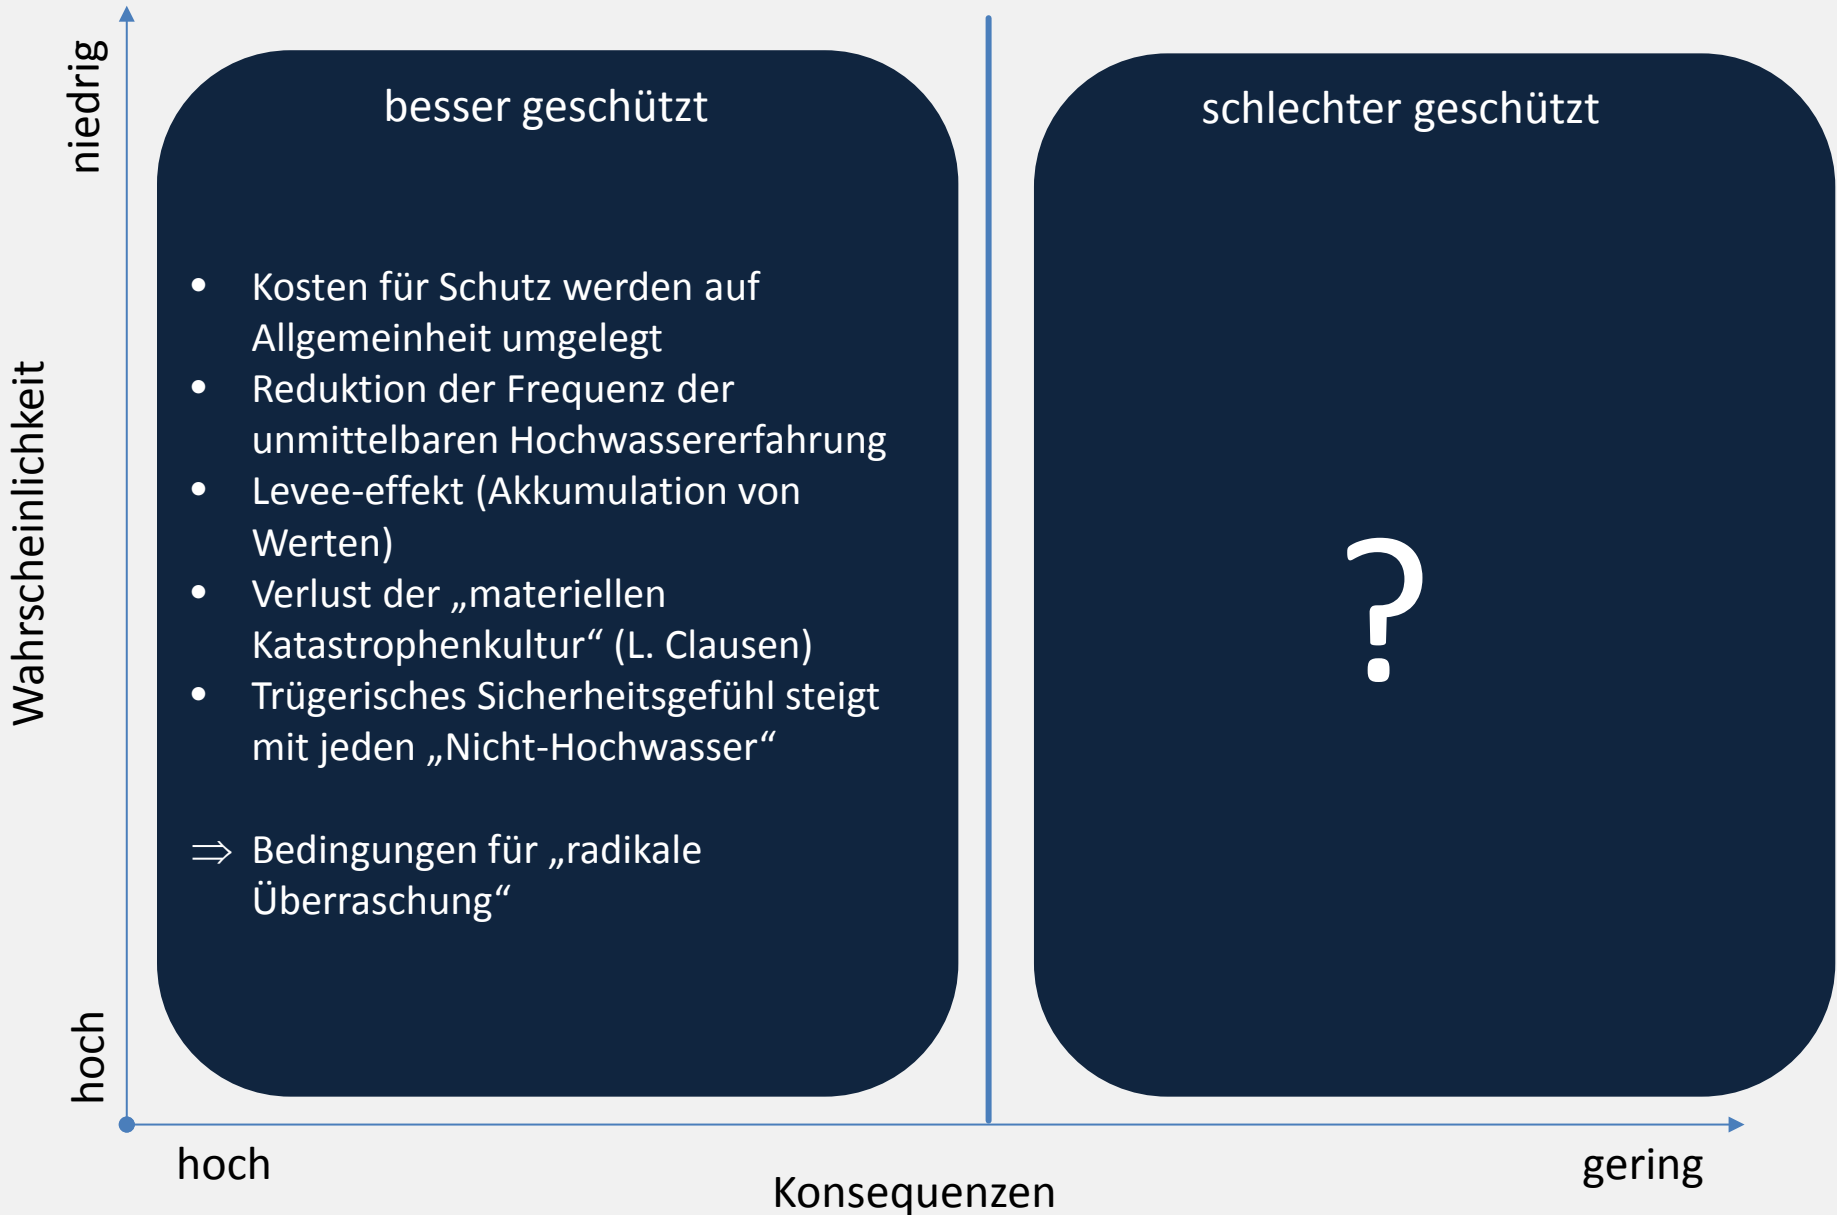 niedrig
Wahrscheinlichkeit
hoch
besser geschützt
• Kosten für Schutz werden auf
Allgemeinheit umgelegt
• Reduktion der Frequenz der
unmittelbaren Hochwassererfahrung
• Levee-effekt (Akkumulation von
Werten)
• Verlust der „materiellen
Katastrophenkultur“ (L. Clausen)
• Trügerisches Sicherheitsgefühl steigt
mit jeden „Nicht-Hochwasser“
⇒ Bedingungen für „radikale
Überraschung“
schlechter geschützt
?
hoch
Konsequenzen
gering